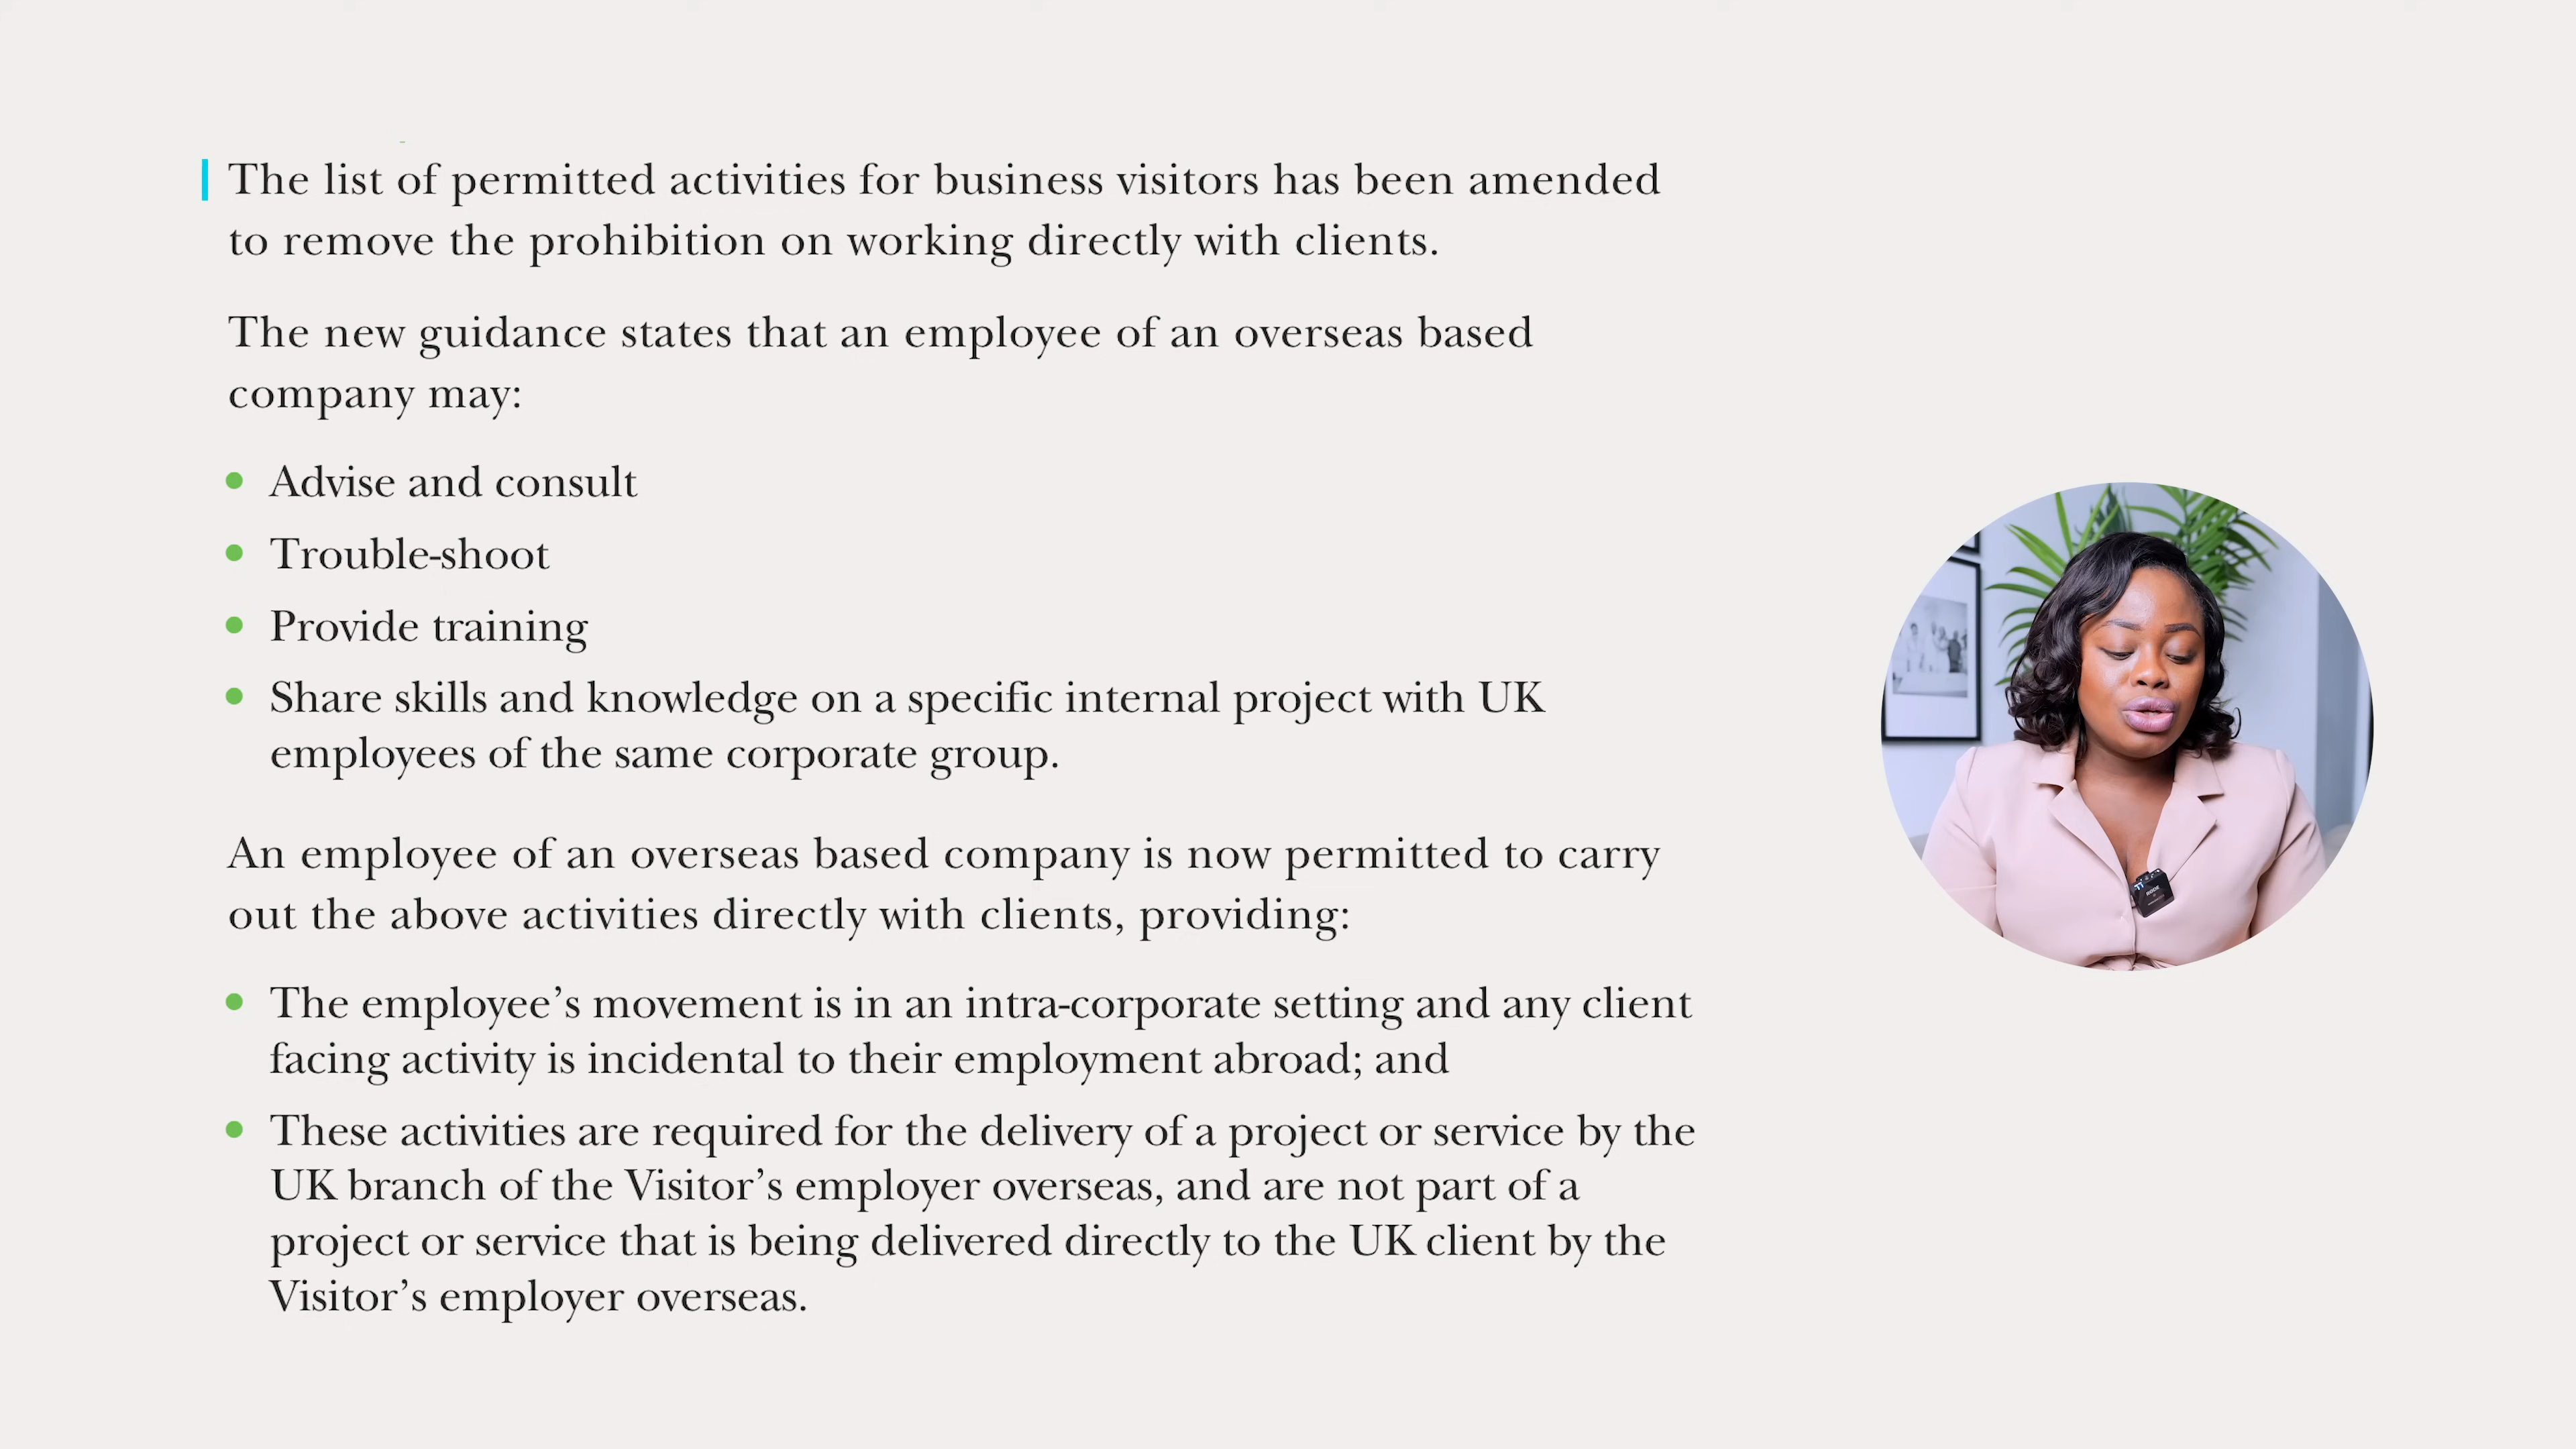 The list of permitted activities for business visitors has been amended
to remove the prohibition on working directly with clients.
The new guidance states that an employee of an overseas based
company may:
Advise and consult
Trouble-shoot
Provide training
Share skills and knowledge on a specific internal project with UK
employees of the same corporate group.
An employee of an overseas based company is now permitted to carry
out the above activities directly with clients, providing:
The employee’s movement is in an intra-corporate setting and any client
facing activity is incidental to their employment abroad; and
These activities are required for the delivery of a project or service by the
UK branch of the Visitor’s employer overseas, and are not part of a
project or service that is being delivered directly to the UK client by the
Visitor’s employer overseas.